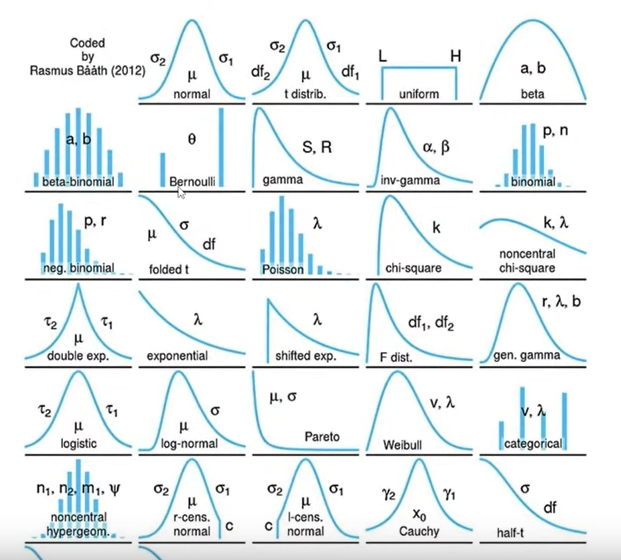 Coded
by
Rasmus Bååth (2012)
σ2 μ σ1
normal
σ2 σ1
df2 μ df1
t distrib.
L H
uniform
a, b
beta
a, b
beta-binomial
θ
Bernoulli
S, R
gamma
α, β
inv-gamma
p, n
binomial
p, r
neg. binomial
μ σ df
folded t
λ
Poisson
k
chi-square
k, λ
noncentral
chi-square
τ2 μ τ1
double exp.
λ
exponential
λ
shifted exp.
df1, df2
F dist.
r, λ, b
gen. gamma
τ2 μ τ1
logistic
μ σ
log-normal
μ, σ
Pareto
v, λ
Weibull
v, λ
categorical
n1, n2, m1, ψ
noncentral
hypergeom.
σ2 μ σ1
r-cens.
normal c
σ2 μ σ1
l-cens.
c normal
γ2 x0 γ1
Cauchy
σ
df
half-t